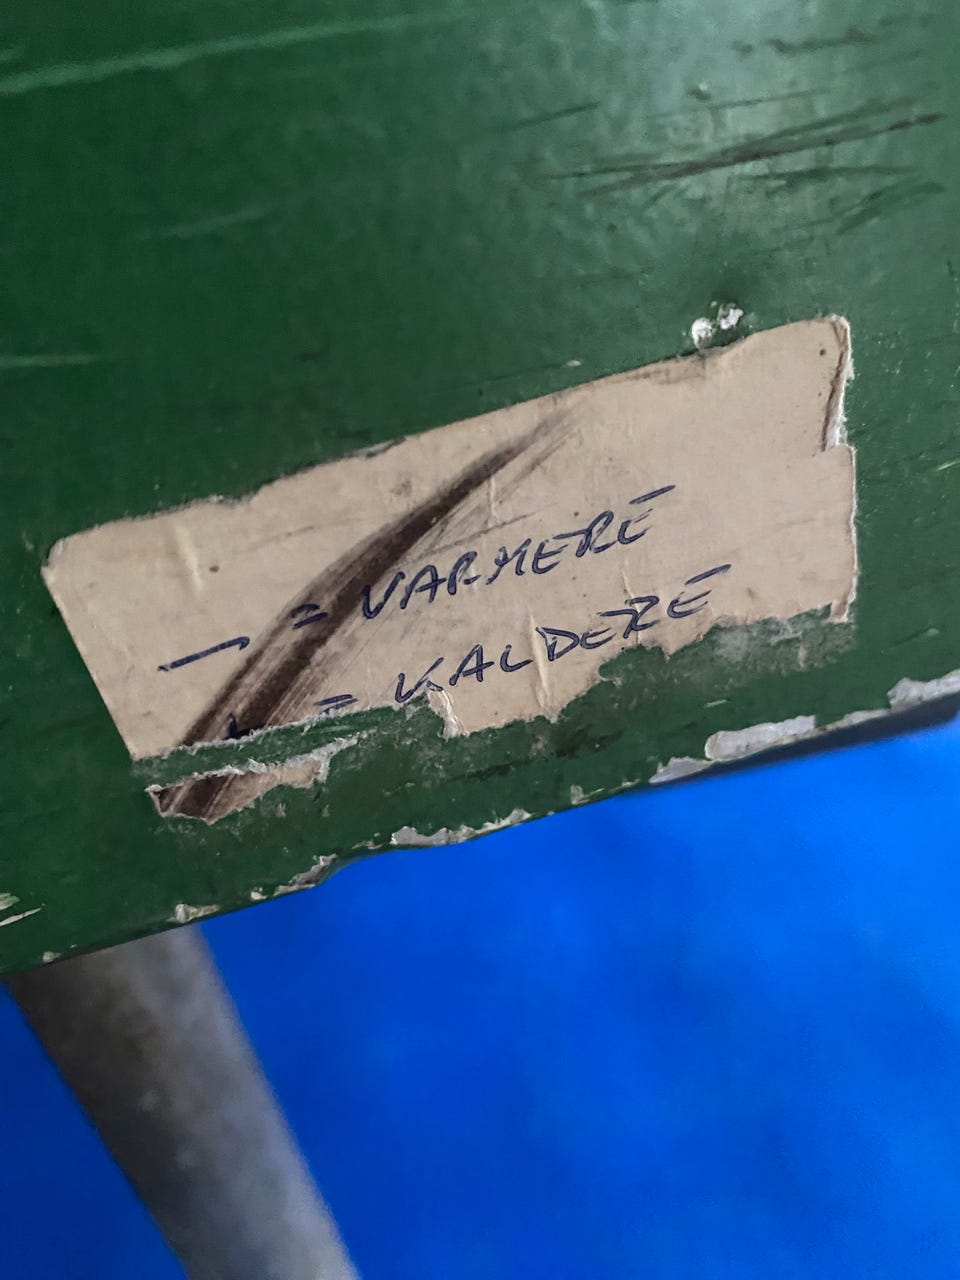 — = VARMERE
= KALDERE